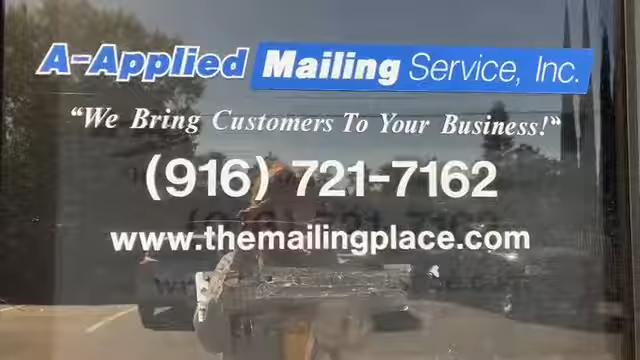 A-Applied Mailing Service, Inc.
"We Bring Customers To Your Business!"
(916) 721-7162
www.themailingplace.com